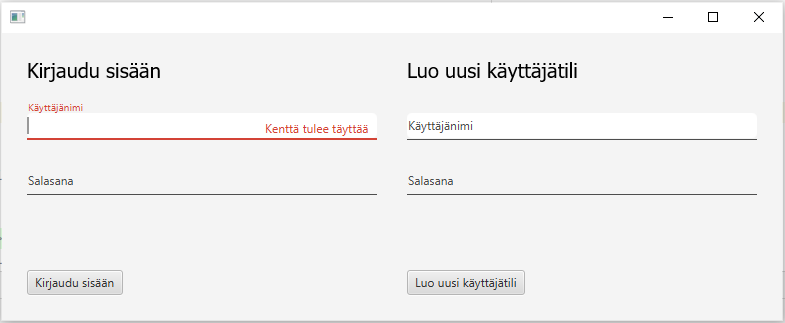 Kirjaudu sisään
Käyttäjänimi
Kenttä tulee täyttää
Salasana
Kirjaudu sisään
Luo uusi käyttäjätili
Käyttäjänimi
Salasana
Luo uusi käyttäjätili